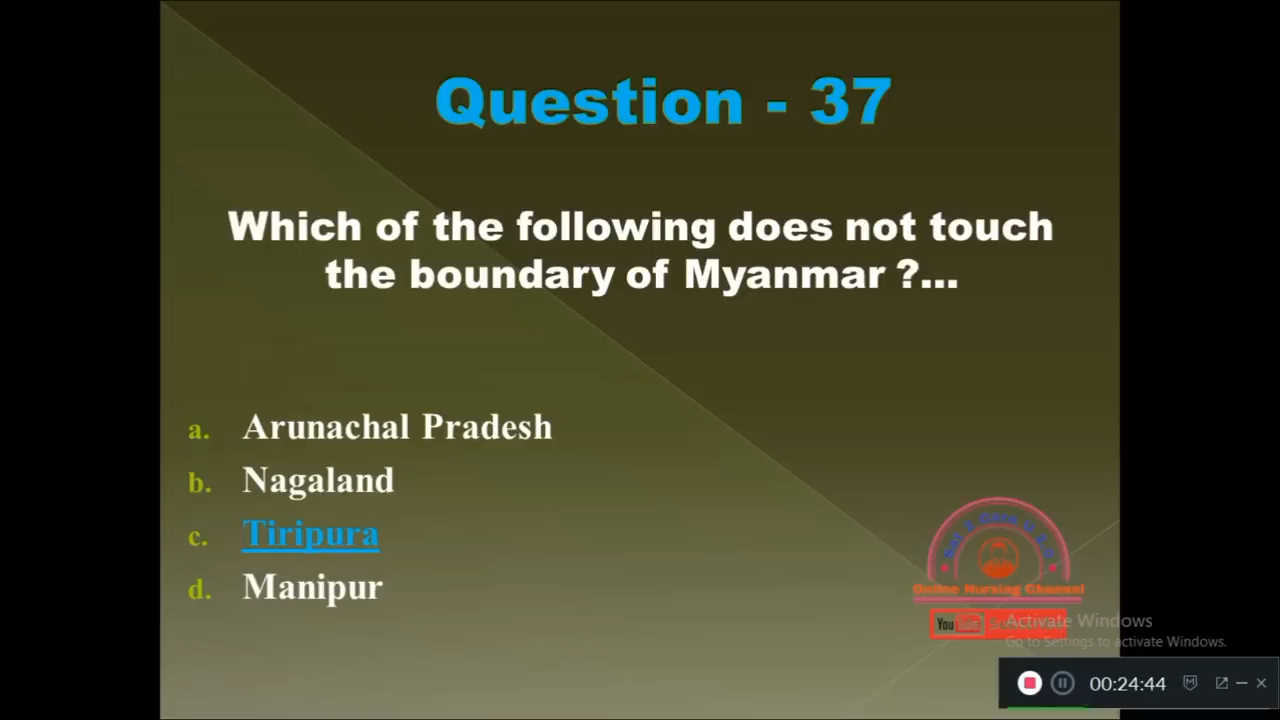 Question - 37
Which of the following does not touch
the boundary of Myanmar ?...
a. Arunachal Pradesh
b. Nagaland
c. Tiripura
d. Manipur
Online Nursing Channel
You
Activate Windows
Go to Settings to activate Windows.
00:24:44